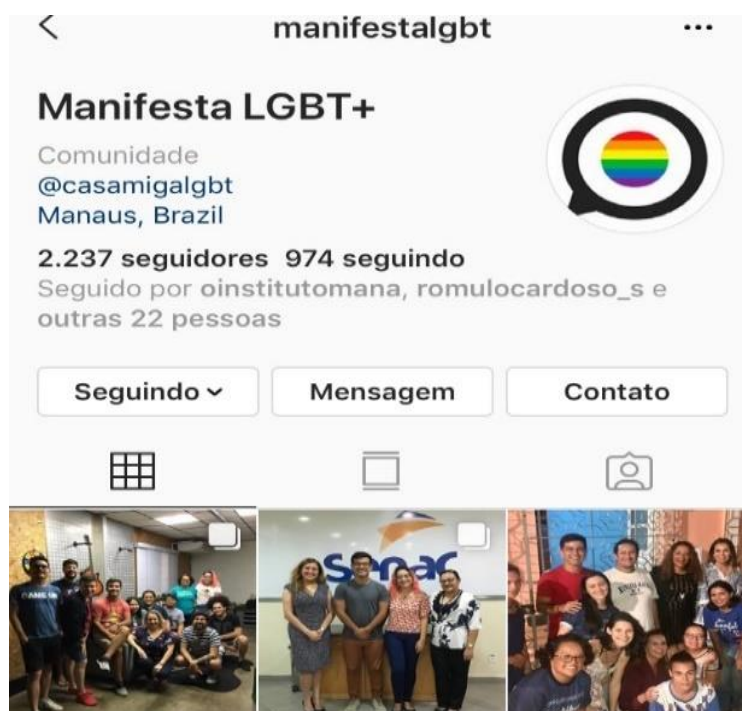 manifestalgbt
Manifesta LGBT+
Comunidade
@casamigalgbt
Manaus, Brazil
2.237 seguidores 974 seguindo
Seguido por oinstitutomana, romulocardoso_s e
outras 22 pessoas
Seguindo
Mensagem
Contato
senac